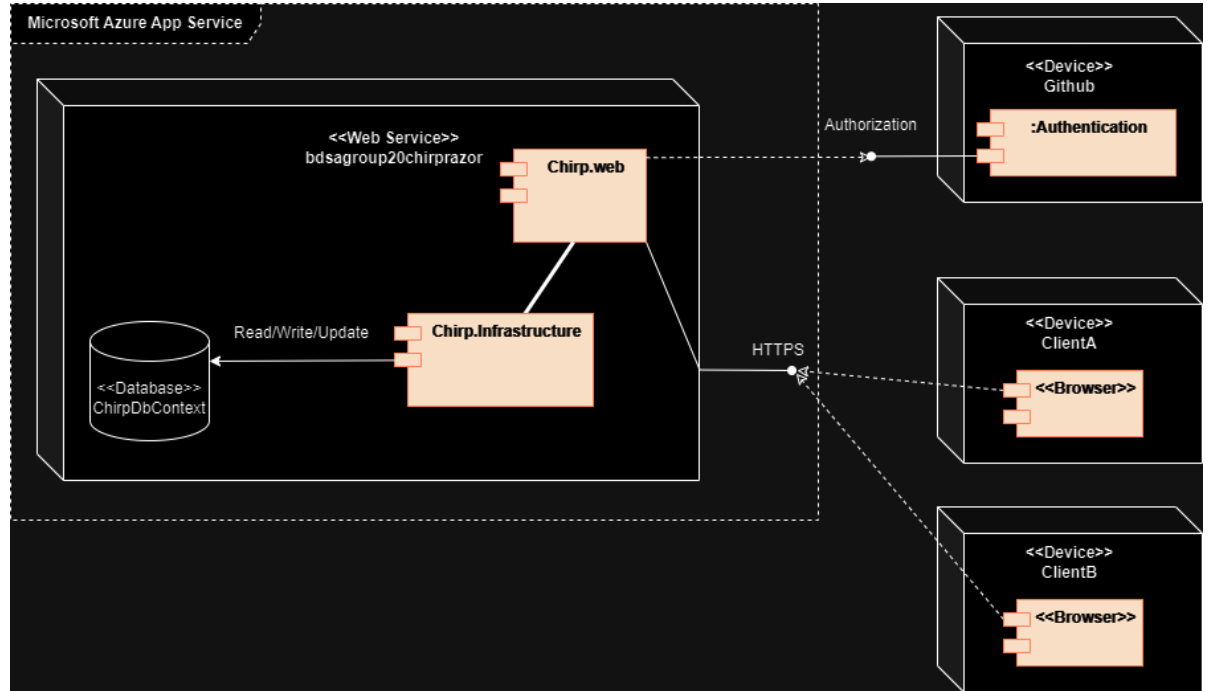 Microsoft Azure App Service
<<Web Service>>
bdsagroup20chirprazor
Chirp.web
Chirp.Infrastructure
Read/Write/Update
<<Database>>
ChirpDbContext
Authorization
HTTPS
<<Device>>
Github
:Authentication
<<Device>>
ClientA
<<Browser>>
<<Device>>
ClientB
<<Browser>>